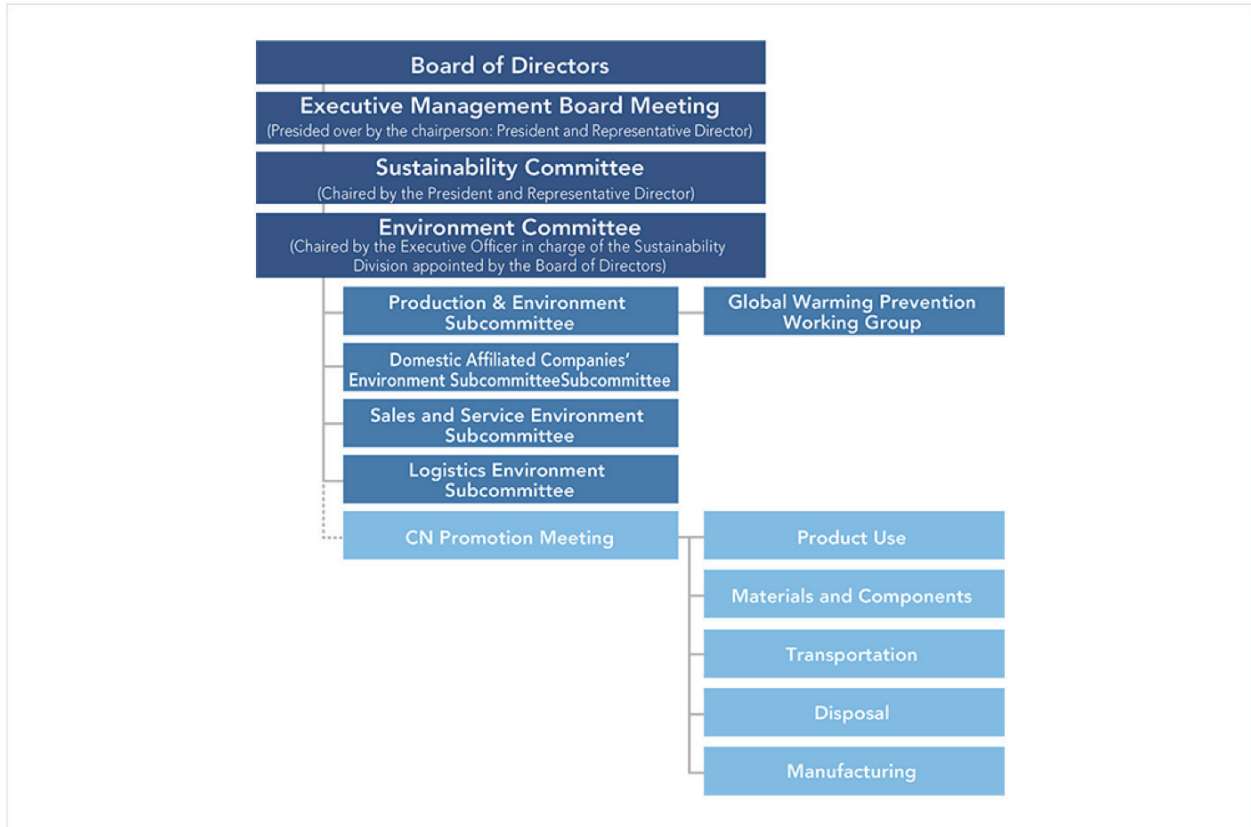 Board of Directors
Executive Management Board Meeting
(Presided over by the chairperson: President and Representative Director)
Sustainability Committee
(Chaired by the President and Representative Director)
Environment Committee
(Chaired by the Executive Officer in charge of the Sustainability
Division appointed by the Board of Directors)
Production & Environment
Subcommittee
Global Warming Prevention
Working Group
Domestic Affiliated Companies'
Environment SubcommitteeSubcommittee
Sales and Service Environment
Subcommittee
Logistics Environment
Subcommittee
CN Promotion Meeting
Product Use
Materials and Components
Transportation
Disposal
Manufacturing